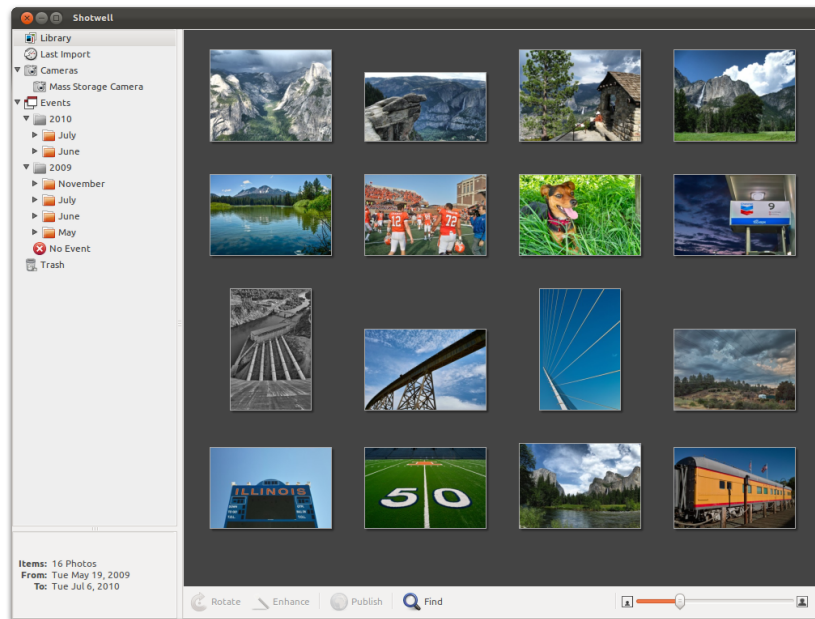 Shotwell
Library
Last Import
Cameras
Mass Storage Camera
Events
2010
July
June
2009
November
July
June
May
No Event
Trash
12
72
9
ILLINOIS
50
Items: 16 Photos
From: Tue May 19, 2009
To: Tue Jul 6, 2010
Rotate
Enhance
Publish
Find